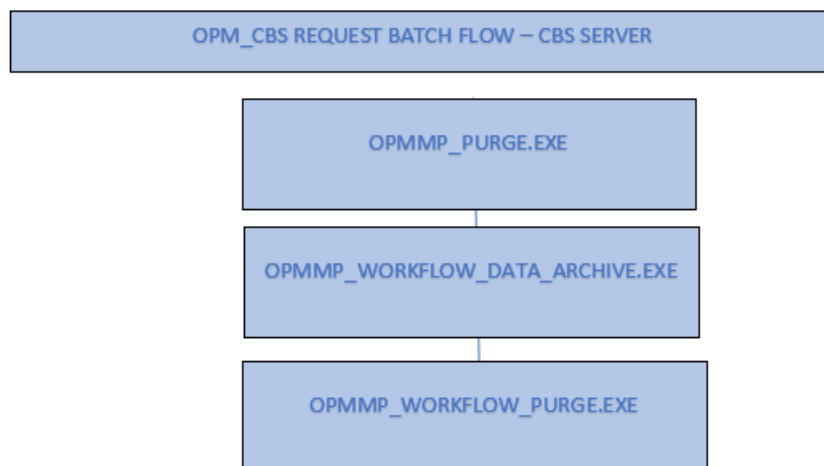 OPM_CBS REQUEST BATCH FLOW – CBS SERVER
OPMMP_PURGE.EXE
OPMMP_WORKFLOW_DATA_ARCHIVE.EXE
OPMMP_WORKFLOW_PURGE.EXE